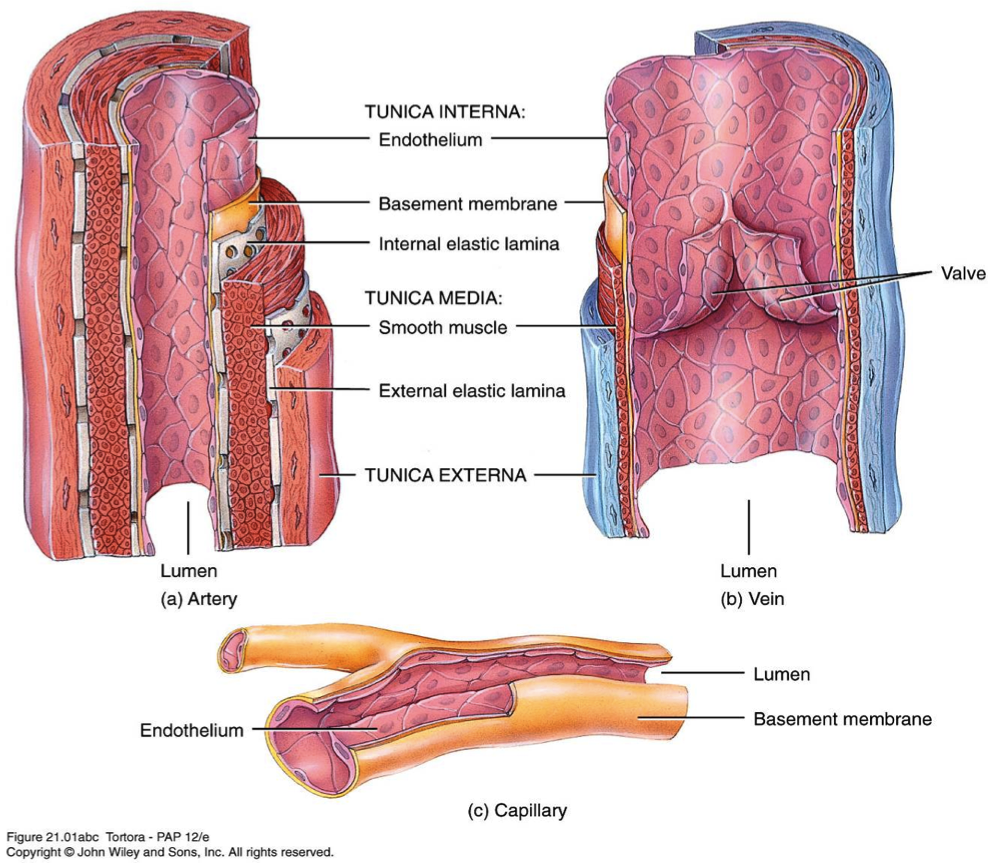 TUNICA INTERNA:
Endothelium
Basement membrane
Internal elastic lamina
TUNICA MEDIA:
Smooth muscle
External elastic lamina
TUNICA EXTERNA
Valve
Lumen
(a) Artery
Lumen
(b) Vein
Lumen
Basement membrane
Endothelium
(c) Capillary
Figure 21.01abc Tortora - PAP 12/e
Copyright © John Wiley and Sons, Inc. All rights reserved.